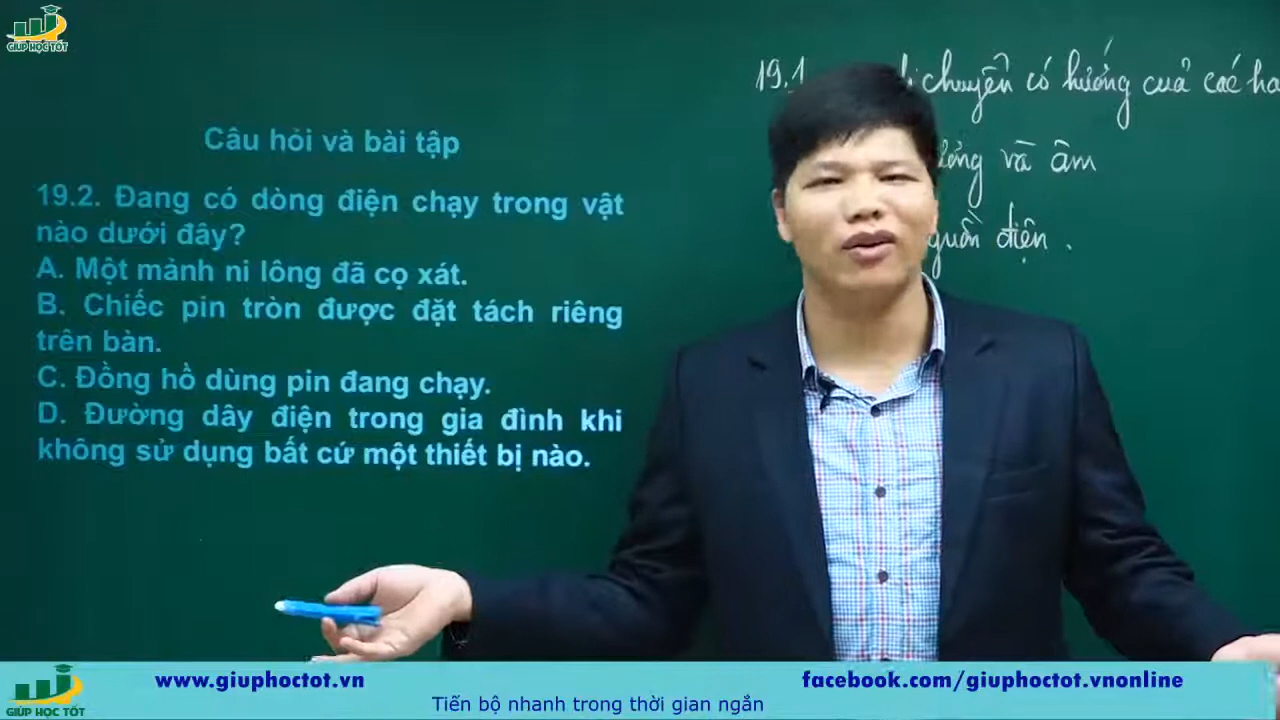 GIÚP HỌC TỐT
19.1
chuyển có hướng của các
Câu hỏi và bài tập
và âm
19.2. Đang có dòng điện chạy trong vật
nào dưới đây?
điện.
A. Một mảnh ni lông đã cọ xát.
B. Chiếc pin tròn được đặt tách riêng
trên bàn.
C. Đồng hồ dùng pin đang chạy.
D. Đường dây điện trong gia đình khi
không sử dụng bất cứ một thiết bị nào.
GIÚP HỌC TỐT
www.giuphoctot.vn
facebook.com/giuphoctot.vnonline
Tiến bộ nhanh trong thời gian ngắn